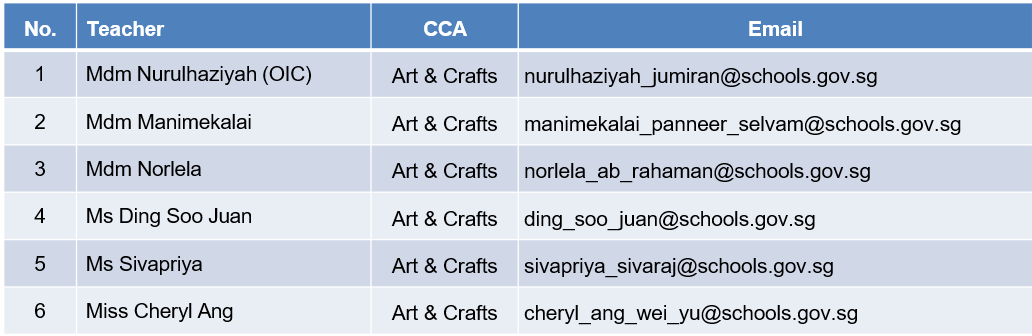 No. Teacher CCA Email
1 Mdm Nurulhaziyah (OIC) Art & Crafts nurulhaziyah_jumiran@schools.gov.sg
2 Mdm Manimekalai Art & Crafts manimekalai_panneer_selvam@schools.gov.sg
3 Mdm Norlela Art & Crafts norlela_ab_rahaman@schools.gov.sg
4 Ms Ding Soo Juan Art & Crafts ding_soo_juan@schools.gov.sg
5 Ms Sivapriya Art & Crafts sivapriya_sivaraj@schools.gov.sg
6 Miss Cheryl Ang Art & Crafts cheryl_ang_wei_yu@schools.gov.sg